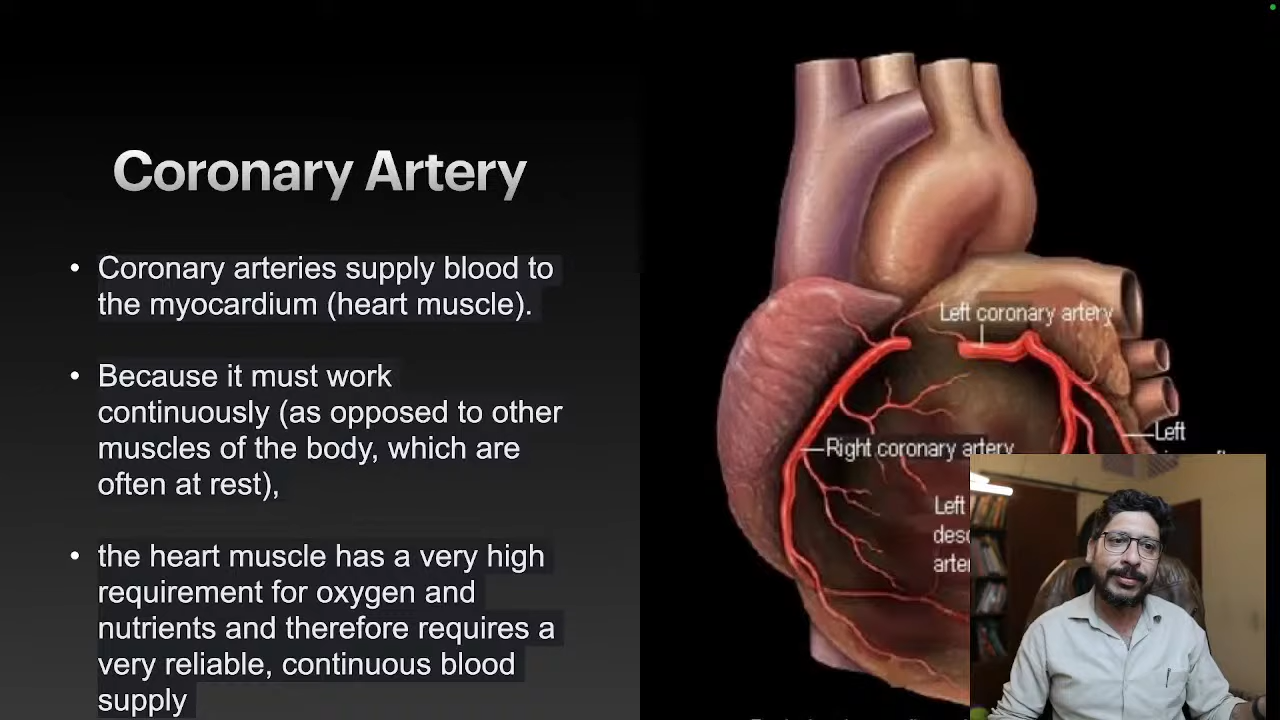 Coronary Artery
• Coronary arteries supply blood to
the myocardium (heart muscle).
• Because it must work
continuously (as opposed to other
muscles of the body, which are
often at rest),
• the heart muscle has a very high
requirement for oxygen and
nutrients and therefore requires a
very reliable, continuous blood
supply
Left coronary artery
Left
Right coronary artery
Left